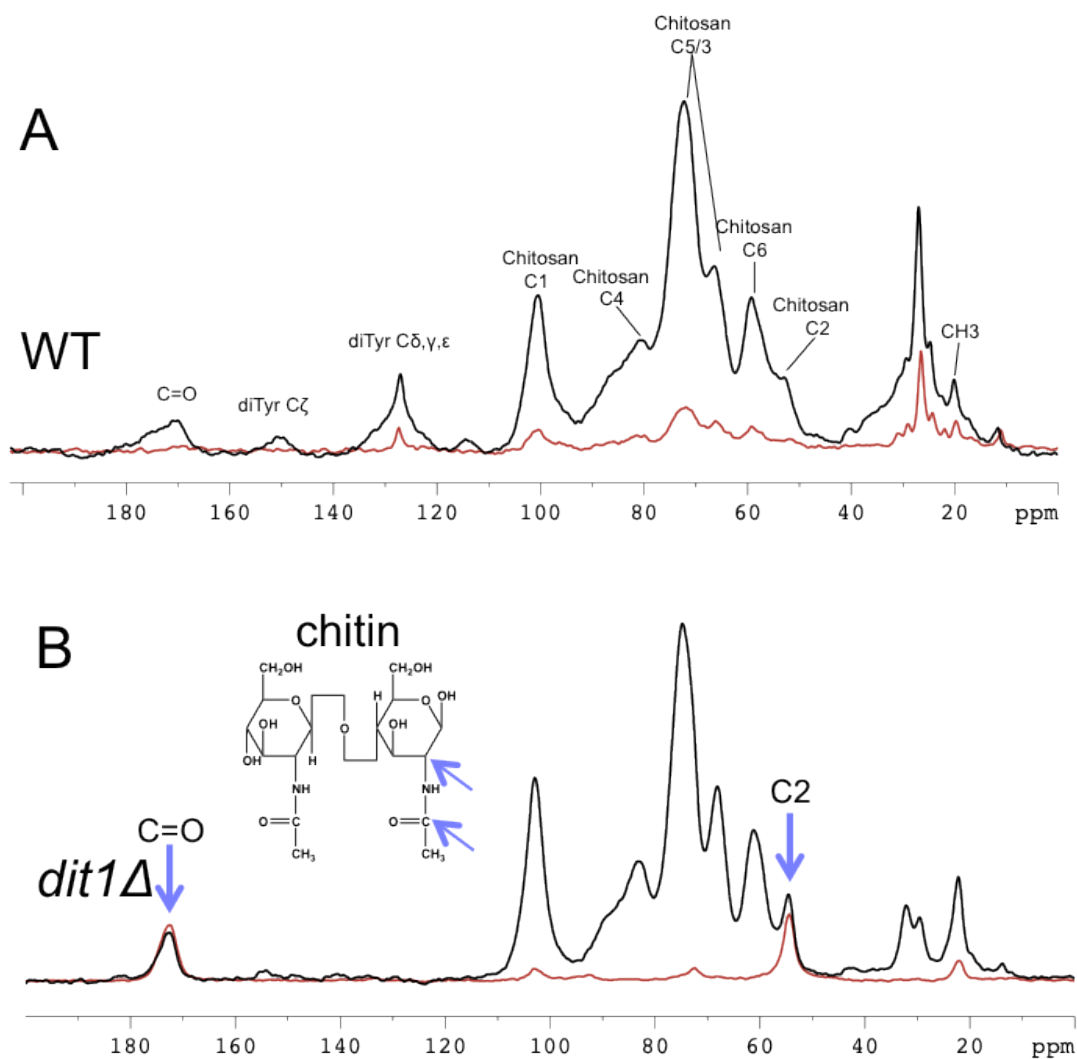 A
WT
C=O
diTyr Cζ
diTyr Cδ,γ,ε
Chitosan
C1
Chitosan
C4
Chitosan
C5/3
Chitosan
C6
Chitosan
C2
CH3
180 160 140 120 100 80 60 40 20 ppm
B
dit1Δ
C=O
chitin
CH2OH
O
OH
OH
H
NH
O
C
CH3
O
CH2OH
H
O
OH
OH
NH
O
C
CH3
C2
180 160 140 120 100 80 60 40 20 ppm